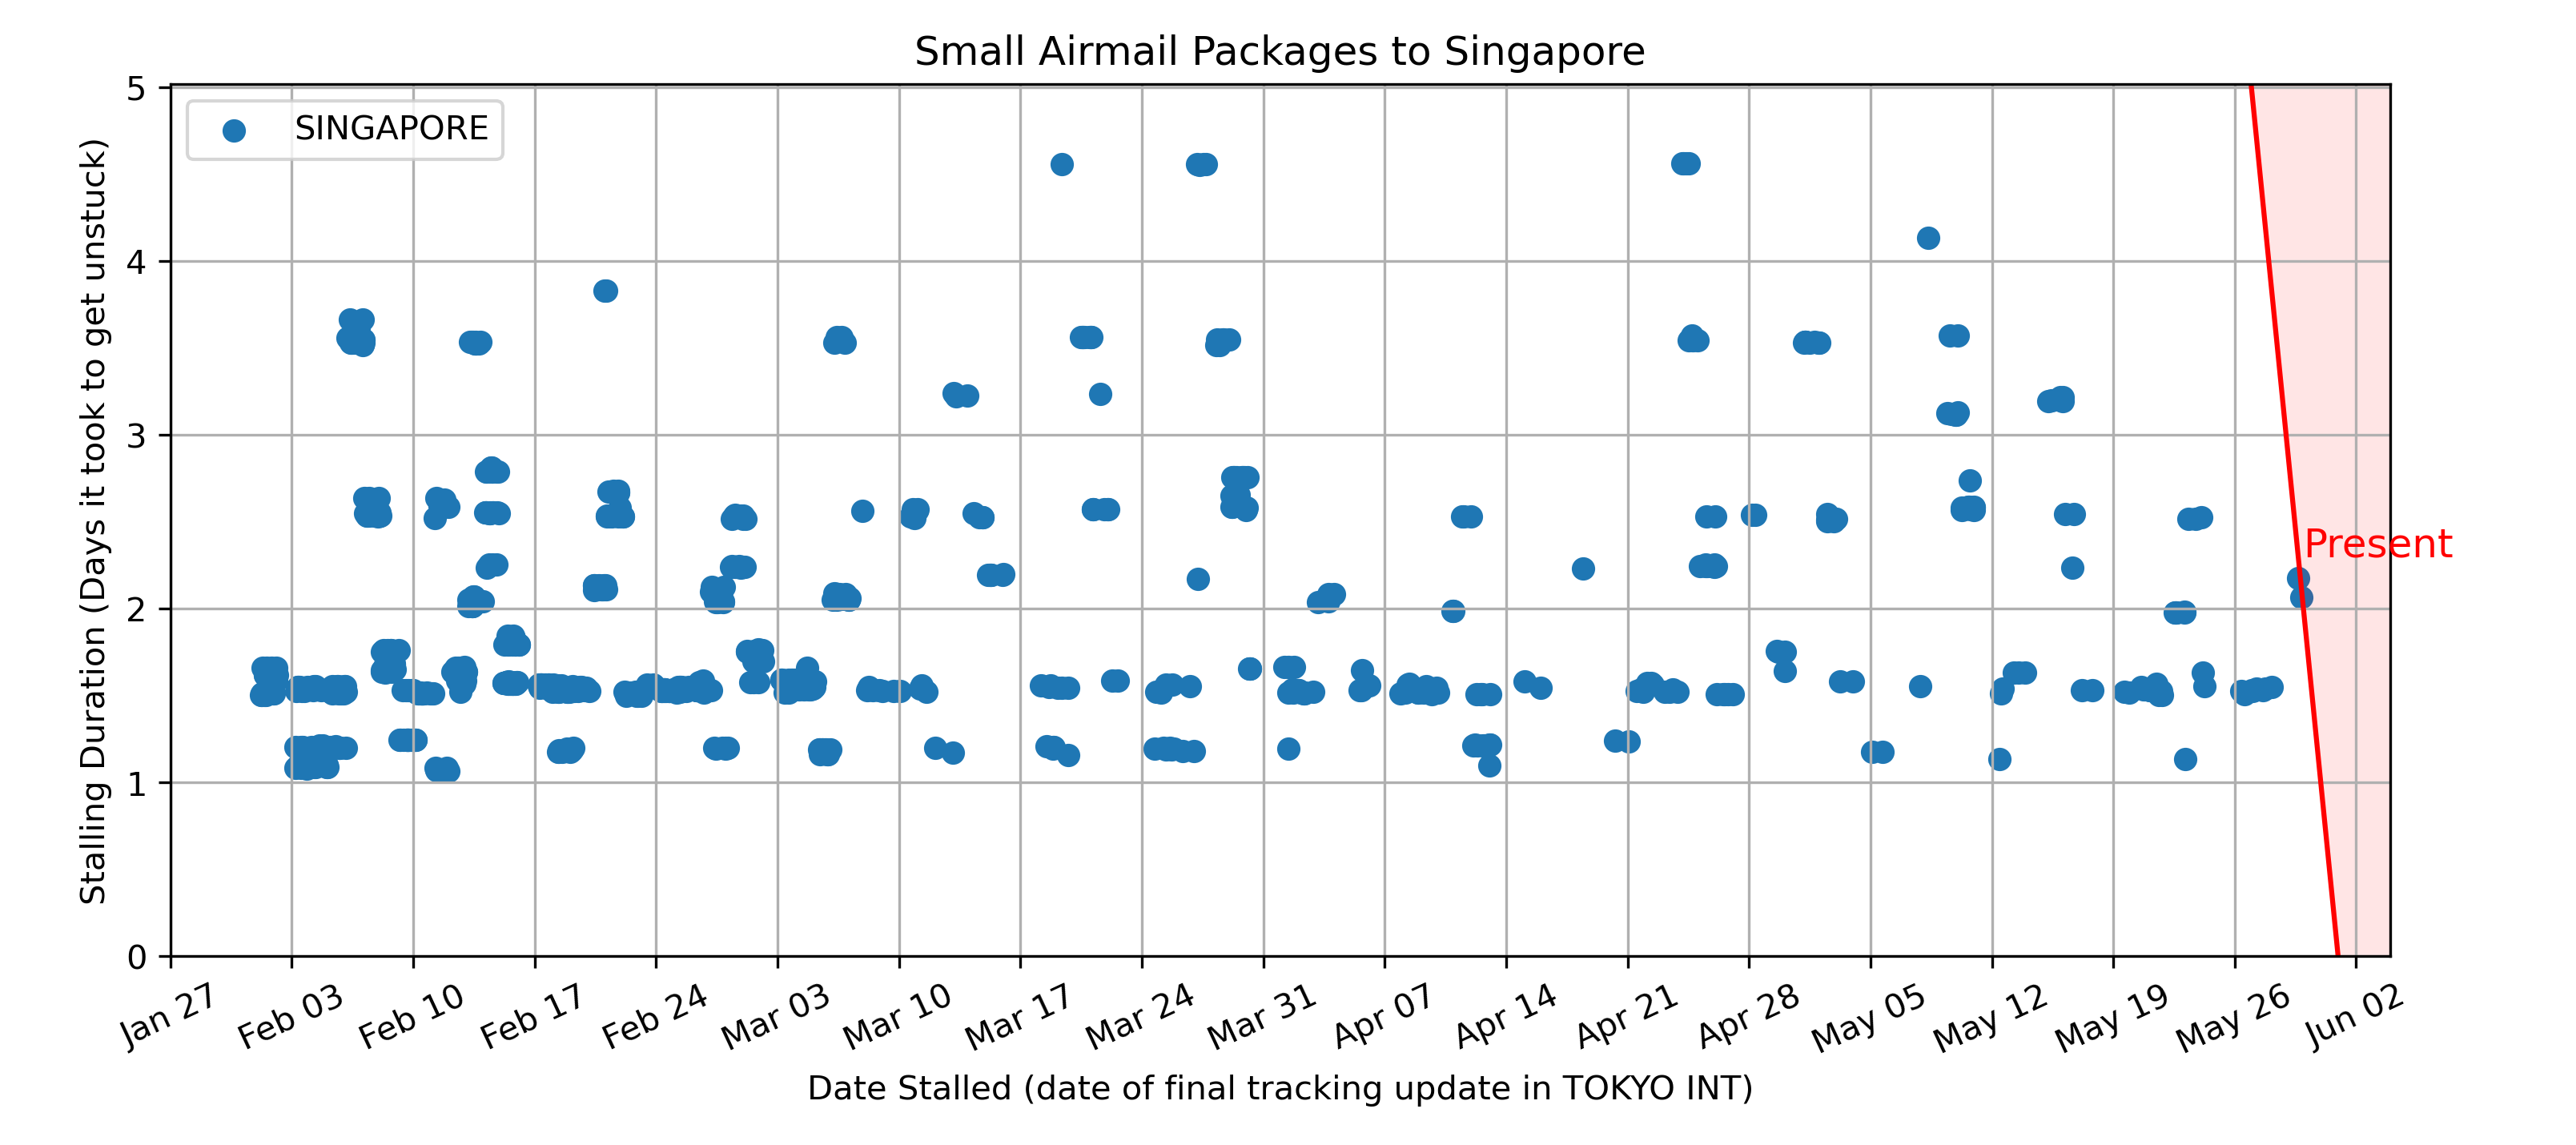 Small Airmail Packages to Singapore
SINGAPORE
Stalling Duration (Days it took to get unstuck)
5
4
3
2
1
0
Present
Jan 27
Feb 03
Feb 10
Feb 17
Feb 24
Mar 03
Mar 10
Mar 17
Mar 24
Mar 31
Apr 07
Apr 14
Apr 21
Apr 28
May 05
May 12
May 19
May 26
Jun 02
Date Stalled (date of final tracking update in TOKYO INT)